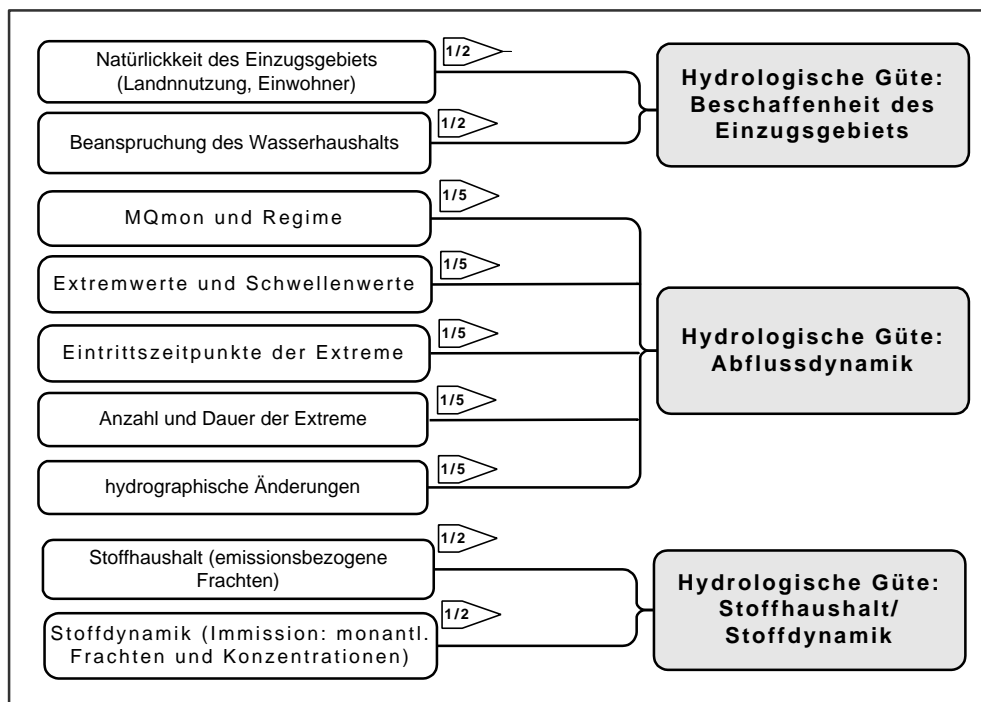 Natürlickkeit des Einzugsgebiets
(Landnnutzung, Einwohner)
1/2
Beanspruchung des Wasserhaushalts
1/2
Hydrologische Güte:
Beschaffenheit des
Einzugsgebiets
MQmon und Regime
1/5
Extremwerte und Schwellenwerte
1/5
Eintrittszeitpunkte der Extreme
1/5
Anzahl und Dauer der Extreme
1/5
hydrographische Änderungen
1/5
Hydrologische Güte:
Abflussdynamik
Stoffhaushalt (emissionsbezogene
Frachten)
1/2
Stoffdynamik (Immission: monantl.
Frachten und Konzentrationen)
1/2
Hydrologische Güte:
Stoffhaushalt/
Stoffdynamik